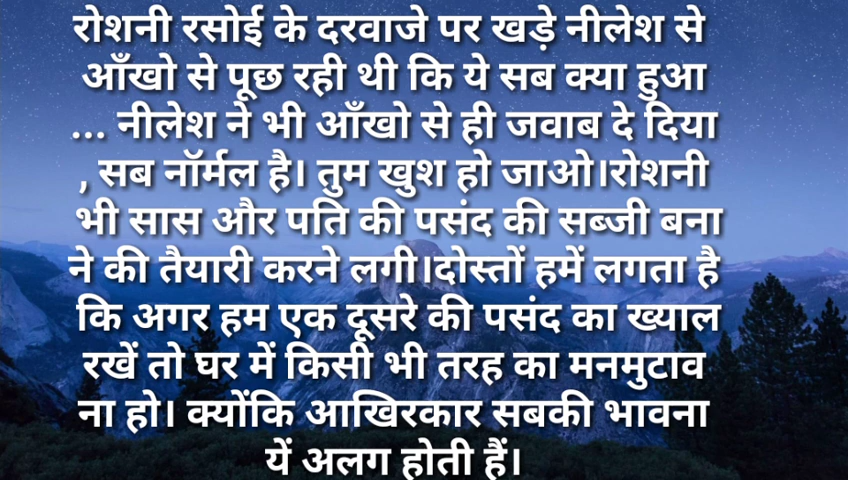 रोशनी रसोई के दरवाजे पर खड़े नीलेश से
आँखो से पूछ रही थी कि ये सब क्या हुआ
... नीलेश ने भी आँखो से ही जवाब दे दिया
, सब नॉर्मल है। तुम खुश हो जाओ।रोशनी
भी सास और पति की पसंद की सब्जी बना
ने की तैयारी करने लगी।दोस्तों हमें लगता है
कि अगर हम एक दूसरे की पसंद का ख्याल
रखें तो घर में किसी भी तरह का मनमुटाव
ना हो। क्योंकि आखिरकार सबकी भावना
यें अलग होती हैं।